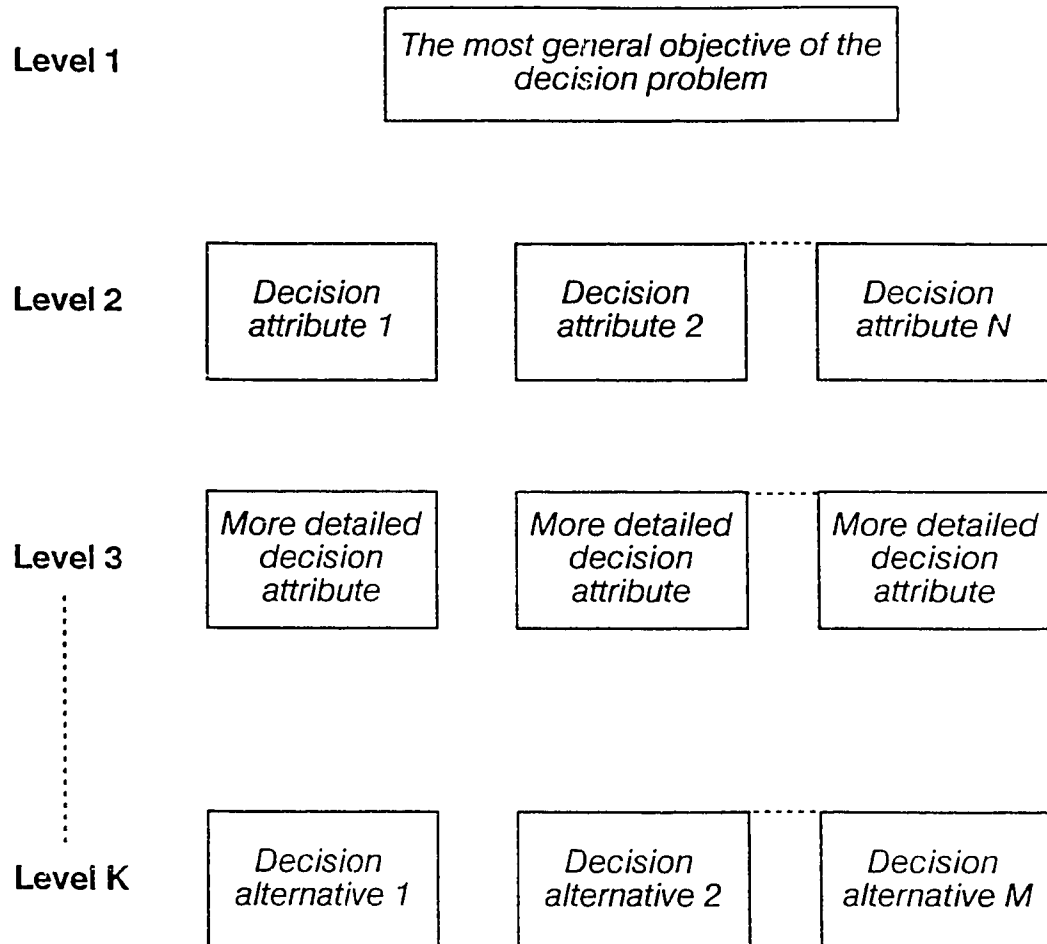 Level 1
The most general objective of the
decision problem
Level 2
Decision
attribute 1
Decision
attribute 2
Decision
attribute N
Level 3
More detailed
decision
attribute
More detailed
decision
attribute
More detailed
decision
attribute
Level K
Decision
alternative 1
Decision
alternative 2
Decision
alternative M